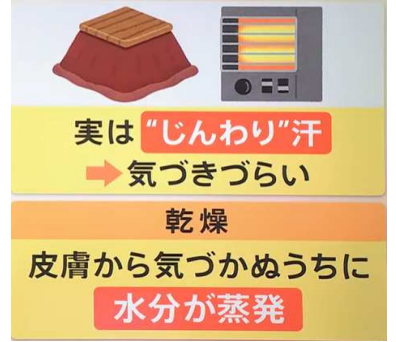 実は“じんわり”汗
➡気づきづらい
乾燥
皮膚から気づかぬうちに
水分が蒸発